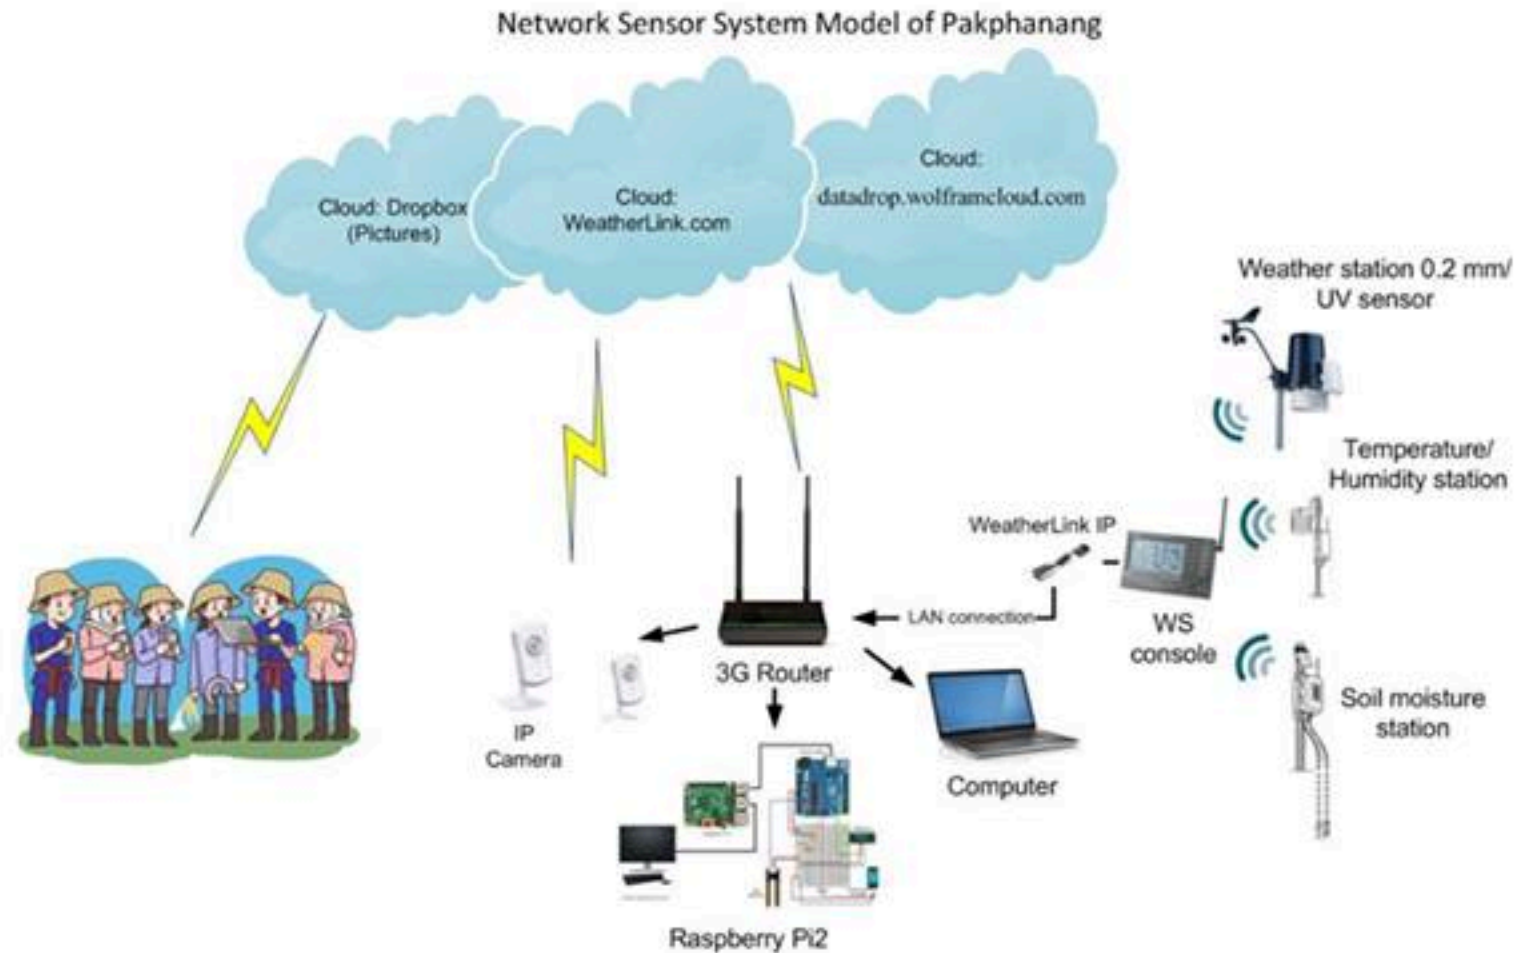 Network Sensor System Model of Pakphanang
Cloud: Dropbox
(Pictures)
Cloud:
WeatherLink.com
Cloud:
datadrop.wolframcloud.com
Weather station 0.2 mm/
UV sensor
Temperature/
Humidity station
WeatherLink IP
LAN connection
WS
console
3G Router
Soil moisture
station
IP
Camera
Computer
Raspberry Pi2